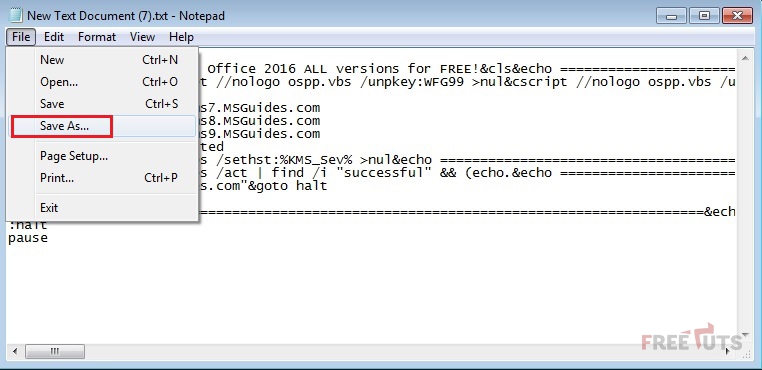 New Text Document (7).txt - Notepad
File Edit Format View Help
New Ctrl+N
Open... Ctrl+O
Save Ctrl+S
Save As...
Page Setup...
Print... Ctrl+P
Exit
Office 2016 ALL versions for FREE!&cls&echo =======================
t //nologo ospp.vbs /unpkey:WFG99 >nul&cscript //nologo ospp.vbs /u
s7.MSGuides.com
s8.MSGuides.com
s9.MSGuides.com
ted
s /sethst:%KMS_Sev% >nul&echo ========================================
s /act | find /i "successful" && (echo.&echo =======================
s.com"&goto halt
====================================================================&ech
:halt
pause
FREETUTS